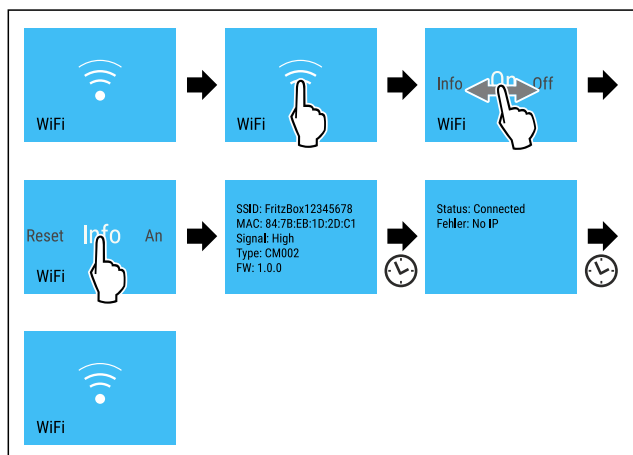 WiFi
WiFi
Info On Off
WiFi
Reset Info An
WiFi
SSID: FritzBox12345678
MAC: 84:7B:EB:1D:2D:C1
Signal: High
Type: CM002
FW: 1.0.0
Status: Connected
Fehler: No IP
WiFi